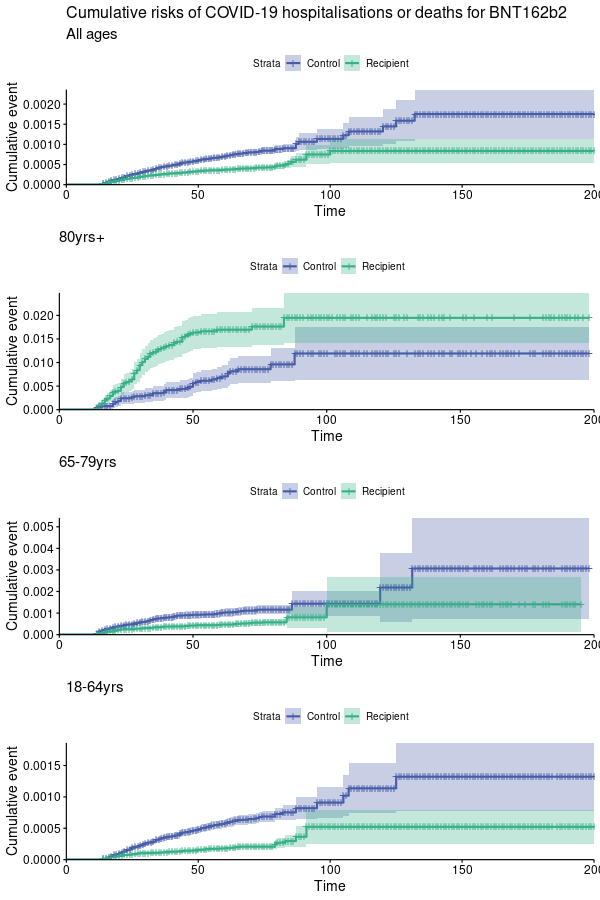 Cumulative risks of COVID-19 hospitalisations or deaths for BNT162b2
All ages
Strata Control Recipient
Cumulative event
0.0020
0.0015
0.0010
0.0005
0.0000
0 50 100 150 200
Time
80yrs+
Strata Control Recipient
Cumulative event
0.020
0.015
0.010
0.005
0.000
0 50 100 150 200
Time
65-79yrs
Strata Control Recipient
Cumulative event
0.005
0.004
0.003
0.002
0.001
0.000
0 50 100 150 200
Time
18-64yrs
Strata Control Recipient
Cumulative event
0.0015
0.0010
0.0005
0.0000
0 50 100 150 200
Time